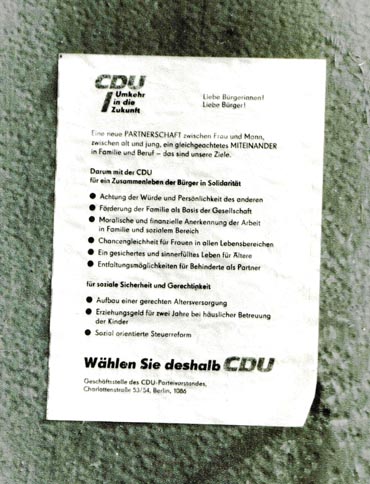 CDU
Umkehr
in die
Zukunft
Liebe Bürgerinnen!
Liebe Bürger!
Eine neue PARTNERSCHAFT zwischen Frau und Mann,
zwischen alt und jung, ein gleichgeachtetes MITEINANDER
in Familie und Beruf – das sind unsere Ziele.
Darum mit der CDU
für ein Zusammenleben der Bürger in Solidarität
● Achtung der Würde und Persönlichkeit des anderen
● Förderung der Familie als Basis der Gesellschaft
● Moralische und finanzielle Anerkennung der Arbeit
in Familie und sozialem Bereich
● Chancengleichheit für Frauen in allen Lebensbereichen
● Ein gesichertes und sinnerfülltes Leben für Ältere
● Entfaltungsmöglichkeiten für Behinderte als Partner
für soziale Sicherheit und Gerechtigkeit
● Aufbau einer gerechten Altersversorgung
● Erziehungsgeld für zwei Jahre bei häuslicher Betreuung
der Kinder
● Sozial orientierte Steuerreform
Wählen Sie deshalb CDU
Geschäftsstelle des CDU-Parteivorstandes,
Charlottenstraße 53/54, Berlin, 1086